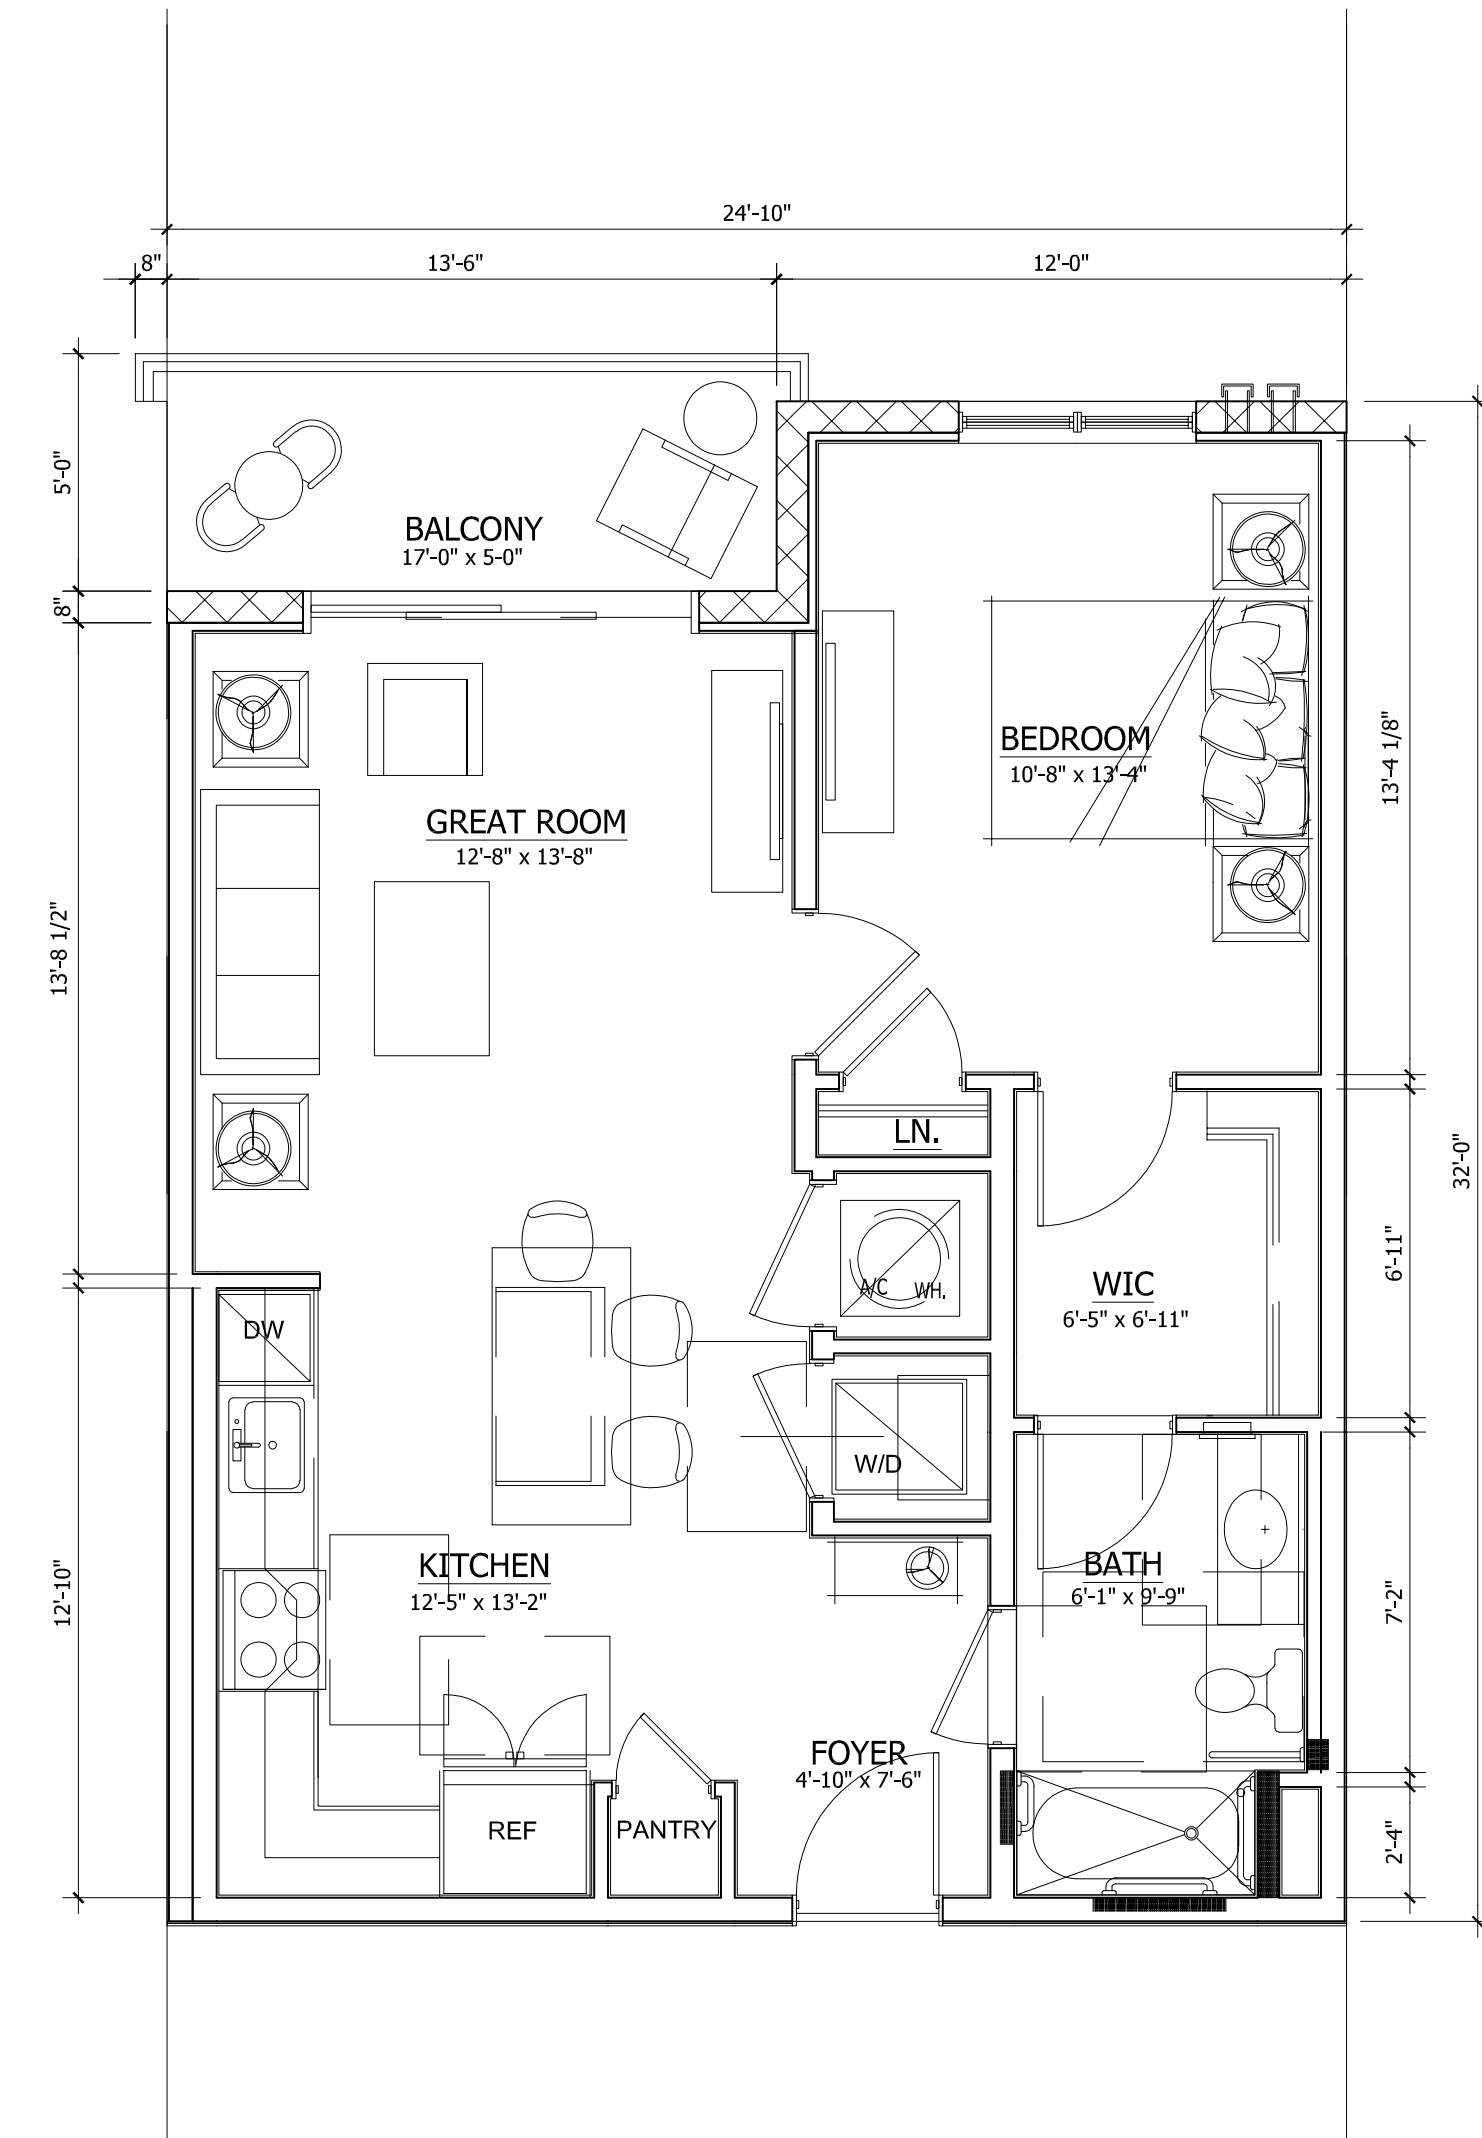 24'-10"
8"
13'-6"
12'-0"
5'-0"
8"
BALCONY
17'-0" x 5-0"
BEDROOM
10'-8" x 13'-4"
13'-4 1/8"
GREAT ROOM
12'-8" x 13'-8"
13'-8 1/2"
LN.
32'-0"
A/C
WH.
WIC
6'-5" x 6'-11"
6'-11"
DW
W/D
KITCHEN
12'-5" x 13'-2"
BATH
6'-1" x 9'-9"
12'-10"
7'-2"
FOYER
4'-10" x 7'-6"
REF
PANTRY
2'-4"